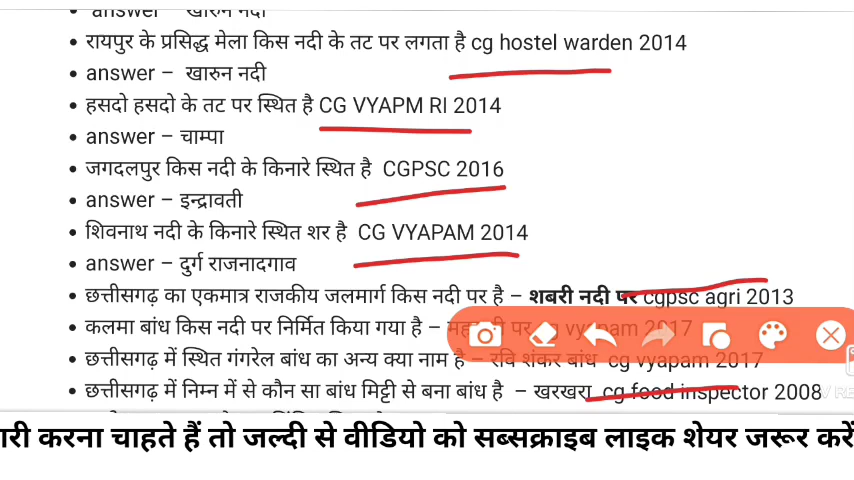 answer – खारुन नदी
रायपुर के प्रसिद्ध मेला किस नदी के तट पर लगता है cg hostel warden 2014
answer – खारुन नदी
हसदो हसदो के तट पर स्थित है CG VYAPM RI 2014
answer – चाम्पा
जगदलपुर किस नदी के किनारे स्थित है CGPSC 2016
answer – इन्द्रावती
शिवनाथ नदी के किनारे स्थित शर है CG VYAPAM 2014
answer – दुर्ग राजनादगाव
छत्तीसगढ़ का एकमात्र राजकीय जलमार्ग किस नदी पर है – शबरी नदी पर cgpsc agri 2013
कलमा बांध किस नदी पर निर्मित किया गया है – पर vyapam 2017
छत्तीसगढ़ में स्थित गंगरेल बांध का अन्य क्या नाम है – रवि शंकर बांध cg vyapam 2017
छत्तीसगढ़ में निम्न में से कौन सा बांध मिट्टी से बना बांध है – खरखरा cg food inspector 2008
करना चाहते हैं तो जल्दी से वीडियो को सब्सक्राइब लाइक शेयर जरूर करें